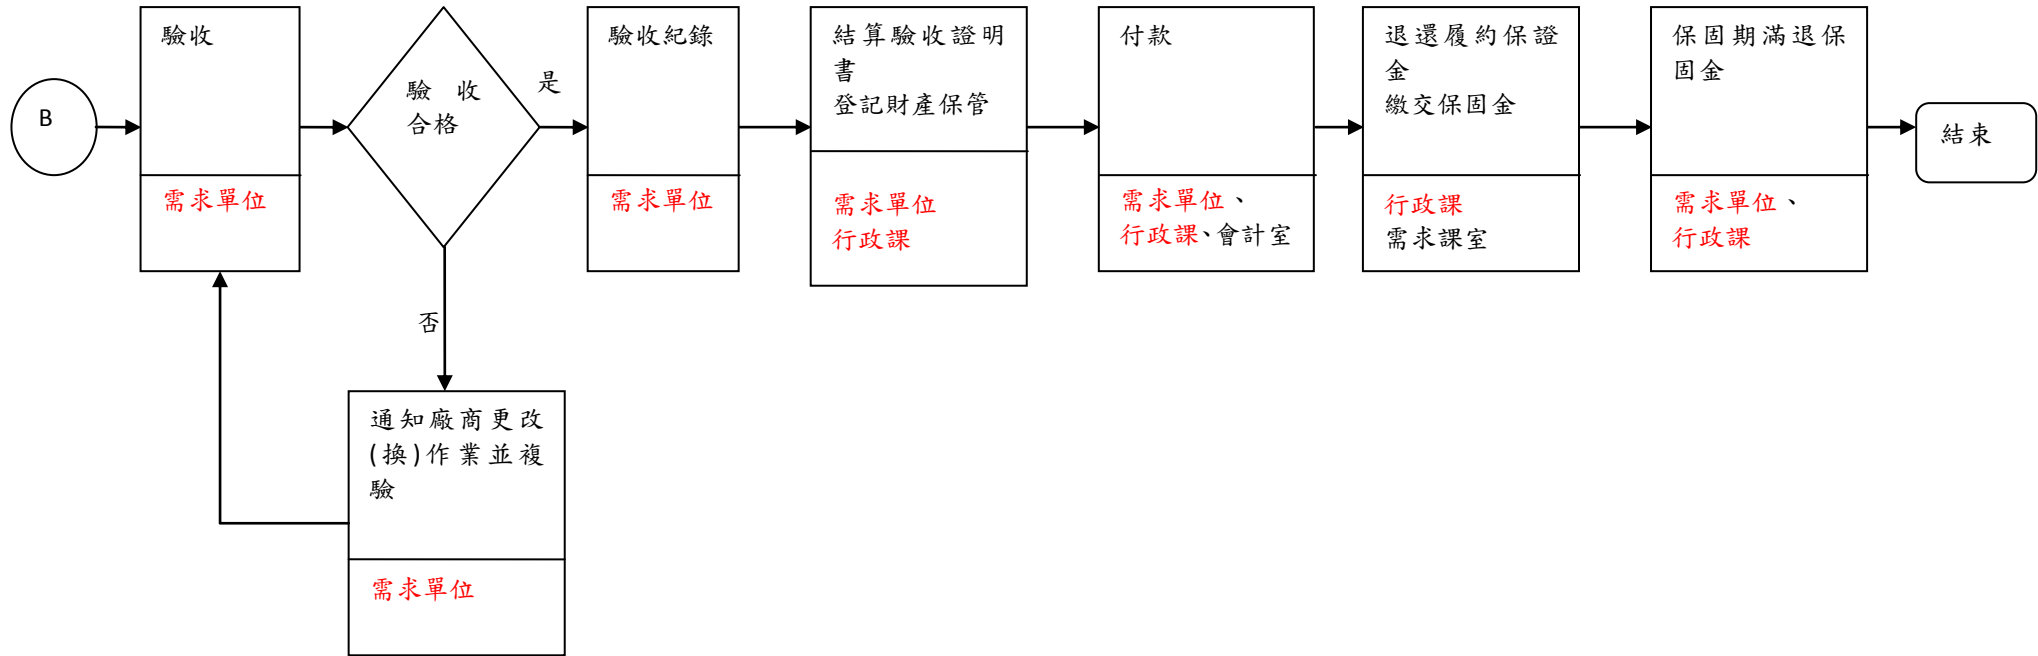 B
驗收
需求單位
驗收
合格
是
否
通知廠商更改
(換)作業並複
驗
需求單位
驗收紀錄
需求單位
結算驗收證明
書
登記財產保管
需求單位
行政課
付款
需求單位、
行政課、會計室
退還履約保證
金
繳交保固金
行政課
需求課室
保固期滿退保
固金
需求單位、
行政課
結束